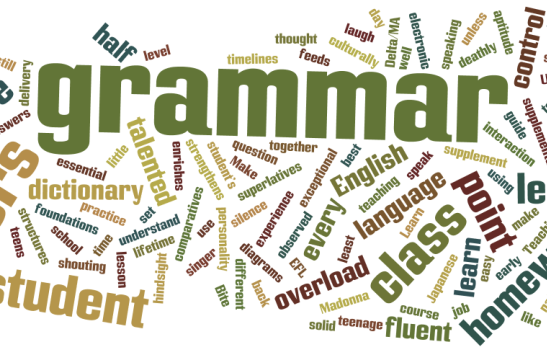 half
level
timelines
thought
feeds
laugh
culturally
day
Delta/MA
well
electronic
speaking
deathly
unless
aptitude
control
delivery
grammar
supplement
guide
interaction
essential
little
talented
enriches
strengthens
student's
question
Make
together
superlatives
exceptional
best
English
teaching
speak
supplement
using
dictionary
practice
foundations
structures
teens
school
shouting
time
lesson
set
understand
lifetime
hindsight
comparatives
use
singer
personality
silence
experience
observed
every
least
language
Learn
class
point
learn
make
early
easy
Japanese
job
like
student
Bite
different
back
diagrams
EFL
overload
Madonna
solid
teenage
course
fluent